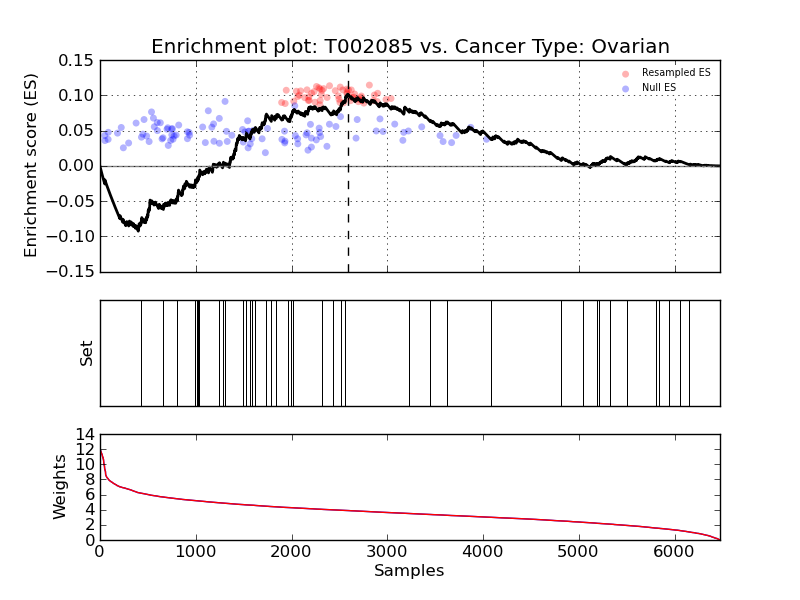 Enrichment plot: T002085 vs. Cancer Type: Ovarian
Enrichment score (ES)
0.15
0.10
0.05
0.00
−0.05
−0.10
−0.15
Resampled ES
Null ES
Set
Weights
14
12
10
8
6
4
2
0
0 1000 2000 3000 4000 5000 6000
Samples